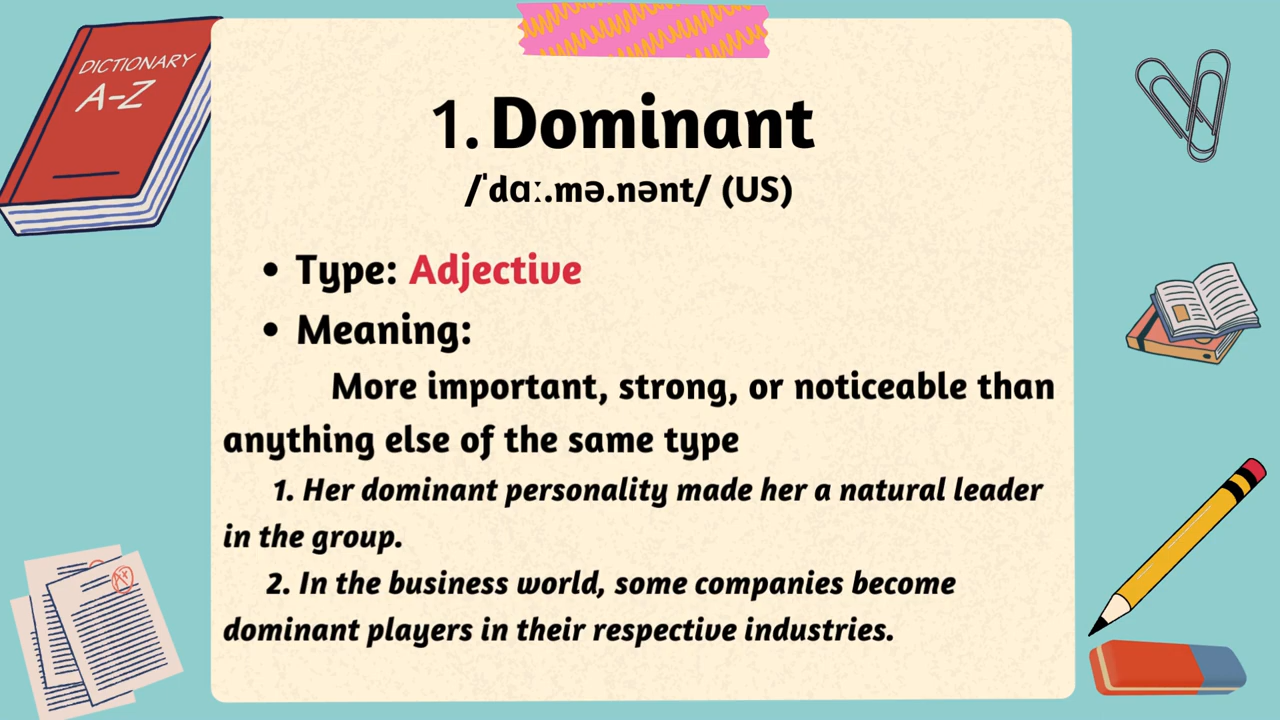 DICTIONARY
A-Z
1. Dominant
/ˈdɑː.mə.nənt/ (US)
• Type: Adjective
• Meaning:
More important, strong, or noticeable than
anything else of the same type
1. Her dominant personality made her a natural leader
in the group.
2. In the business world, some companies become
dominant players in their respective industries.
A+